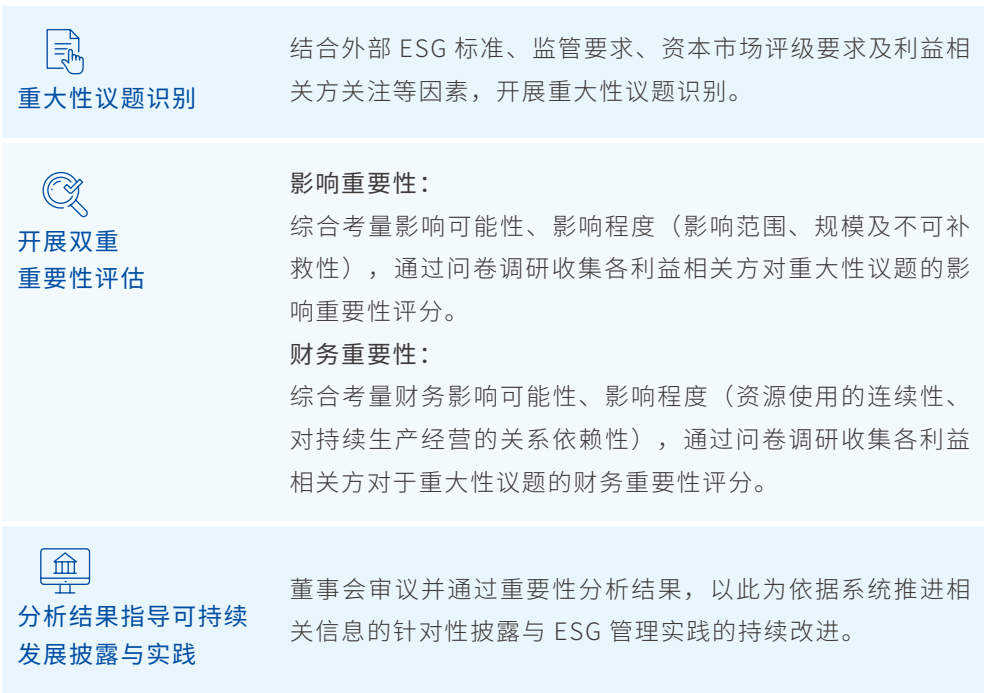 重大性议题识别
结合外部 ESG 标准、监管要求、资本市场评级要求及利益相
关方关注等因素，开展重大性议题识别。
开展双重
重要性评估
影响重要性：
综合考量影响可能性、影响程度（影响范围、规模及不可补
救性），通过问卷调研收集各利益相关方对重大性议题的影
响重要性评分。
财务重要性：
综合考量财务影响可能性、影响程度（资源使用的连续性、
对持续生产经营的关系依赖性），通过问卷调研收集各利益
相关方对于重大性议题的财务重要性评分。
分析结果指导可持续
发展披露与实践
董事会审议并通过重要性分析结果，以此为依据系统推进相
关信息的针对性披露与 ESG 管理实践的持续改进。